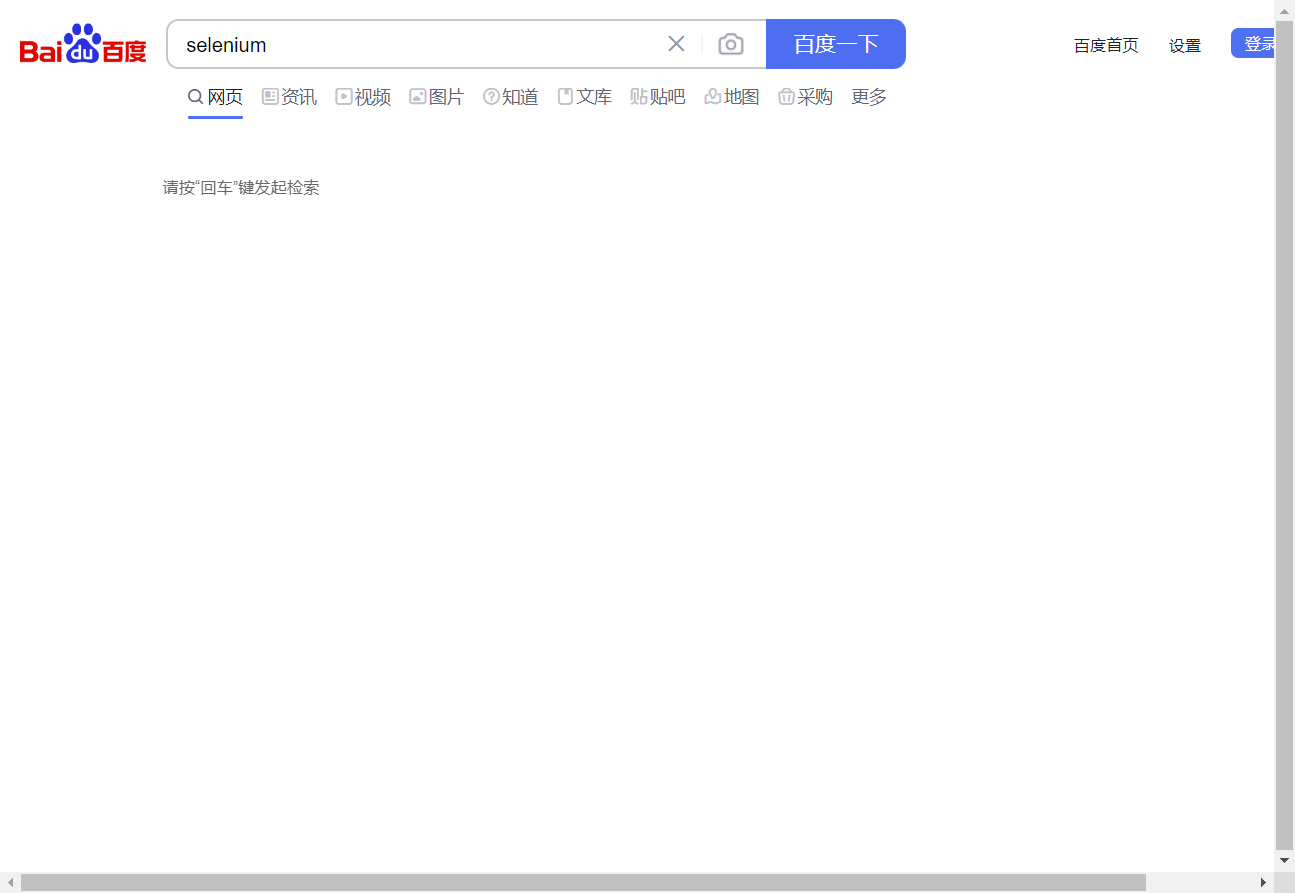 Bai du 百度 selenium 百度一下 百度首页 设置 登录
网页 资讯 视频 图片 知道 文库 贴吧 地图 采购 更多
请按“回车”键发起检索